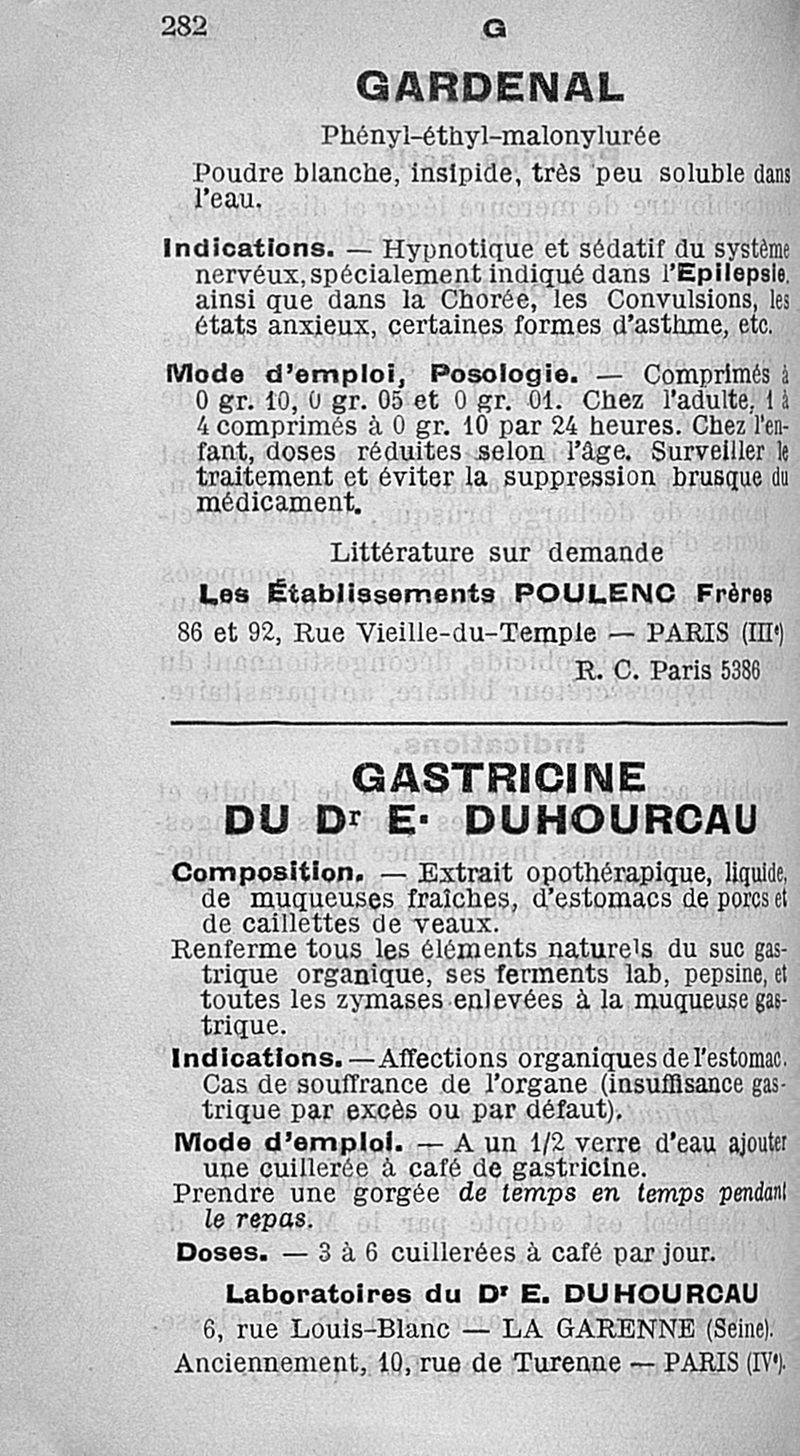 282
G
GARDENAL
Phényl-éthyl-malonylurée
Poudre blanche, insipide, très peu soluble dans
l'eau.
Indications. — Hypnotique et sédatif du système
nervéux, spécialement indiqué dans l'Epilepsie.
ainsi que dans la Chorée, les Convulsions, les
états anxieux, certaines formes d'asthme, etc.
Mode d'emploi, Posologie. — Comprimés à
0 gr. 10, 0 gr. 05 et 0 gr. 01. Chez l'adulte, 1 à
4 comprimés à 0 gr. 10 par 24 heures. Chez l'en-
fant, doses réduites selon l'âge. Surveiller le
traitement et éviter la suppression brusque du
médicament.
Littérature sur demande
Les Établissements POULENC Frères
86 et 92, Rue Vieille-du-Temple — PARIS (IIIe)
R. C. Paris 5386
GASTRICINE
DU Dr E. DUHOURCAU
Composition. — Extrait opothérapique, liquide,
de muqueuses fraîches, d'estomacs de porcs et
de caillettes de veaux.
Renferme tous les éléments naturels du suc gas-
trique organique, ses ferments lab, pepsine, et
toutes les zymases enlevées à la muqueuse gas-
trique.
Indications. — Affections organiques de l'estomac.
Cas de souffrance de l'organe (insuffisance gas-
trique par excès ou par défaut).
Mode d'emploi. — A un 1/2 verre d'eau ajouter
une cuillerée à café de gastricine.
Prendre une gorgée de temps en temps pendant
le repas.
Doses. — 3 à 6 cuillerées à café par jour.
Laboratoires du Dr E. DUHOURCAU
6, rue Louis-Blanc — LA GARENNE (Seine).
Anciennement, 10, rue de Turenne — PARIS (IVe).